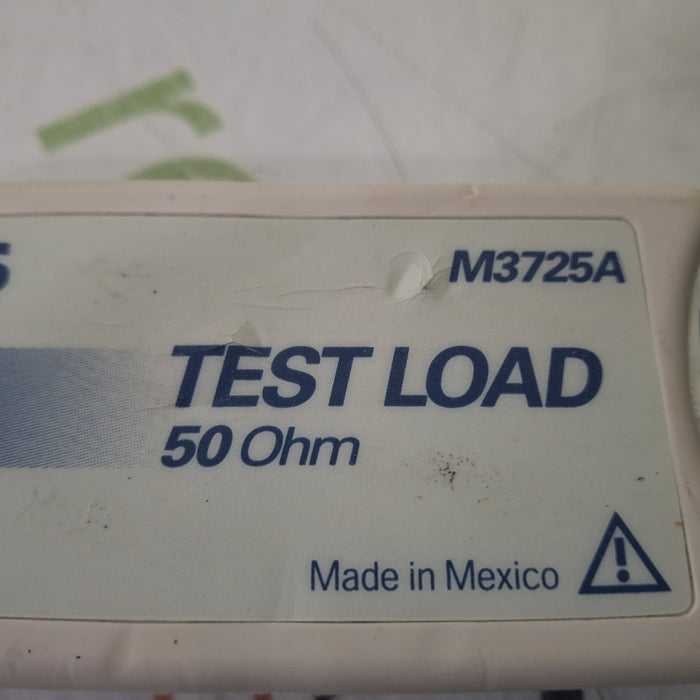 M3725A
TEST LOAD
50 Ohm
Made in Mexico